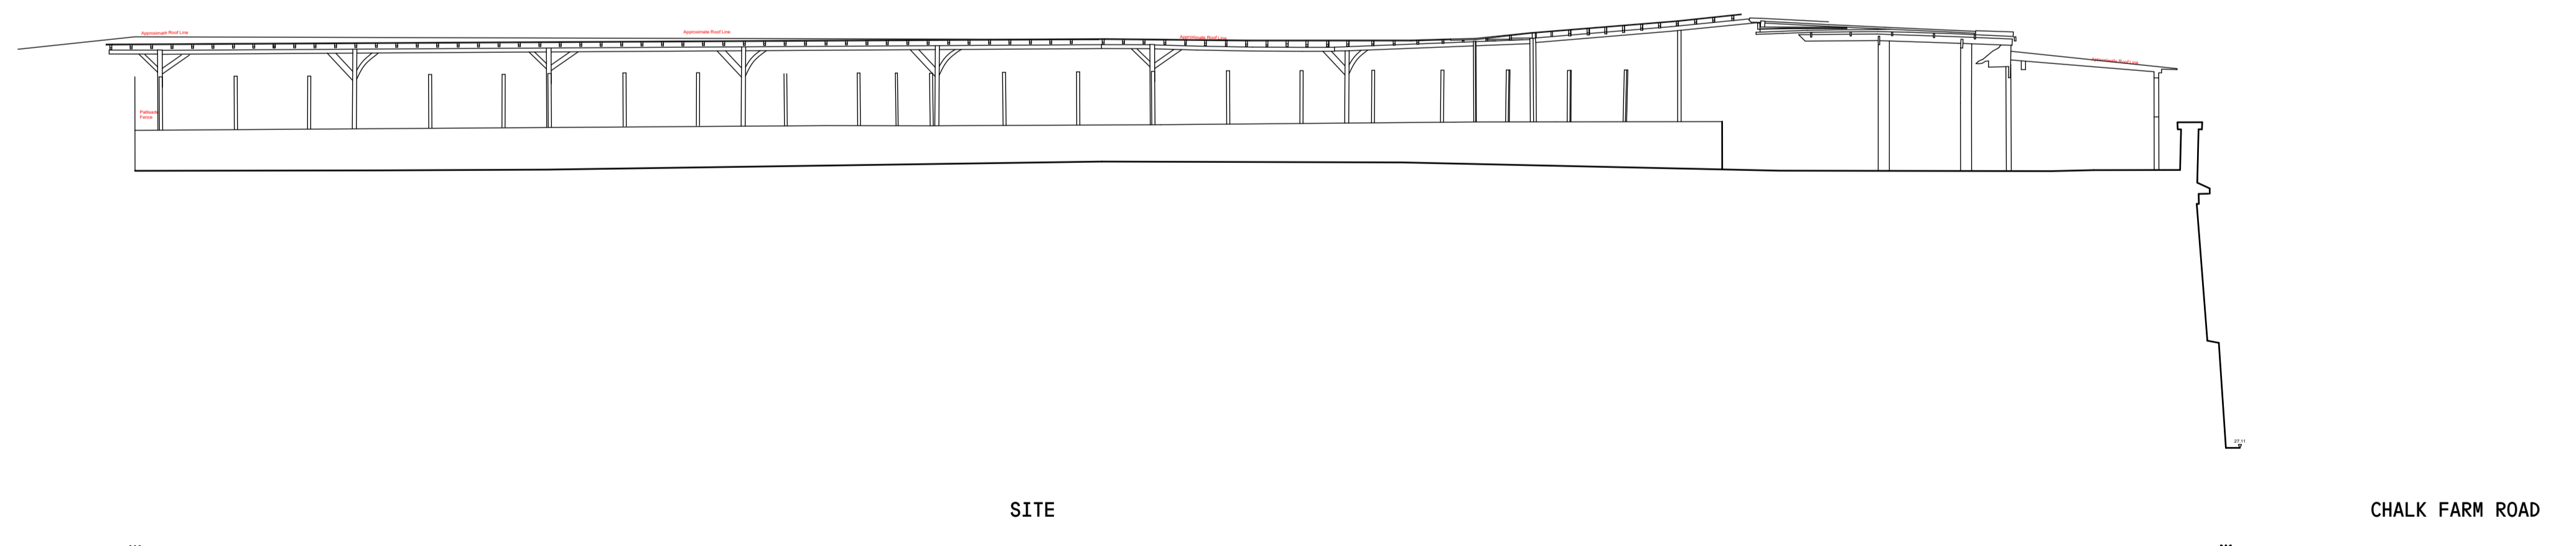 Approximate Roof Line
Approximate Roof Line
Approximate Roof Line
Approximate Roof Line
Palisade
Fence
27.11
SITE
CHALK FARM ROAD